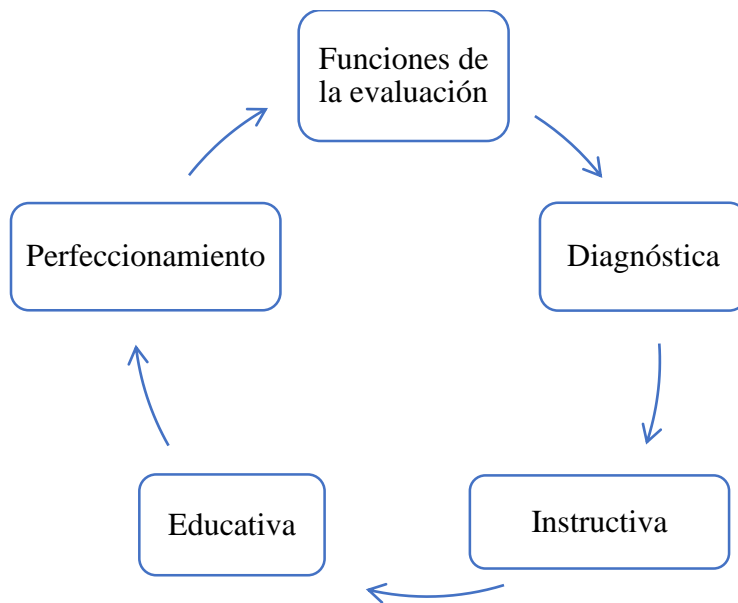 Funciones de
la evaluación
Diagnóstica
Instructiva
Educativa
Perfeccionamiento